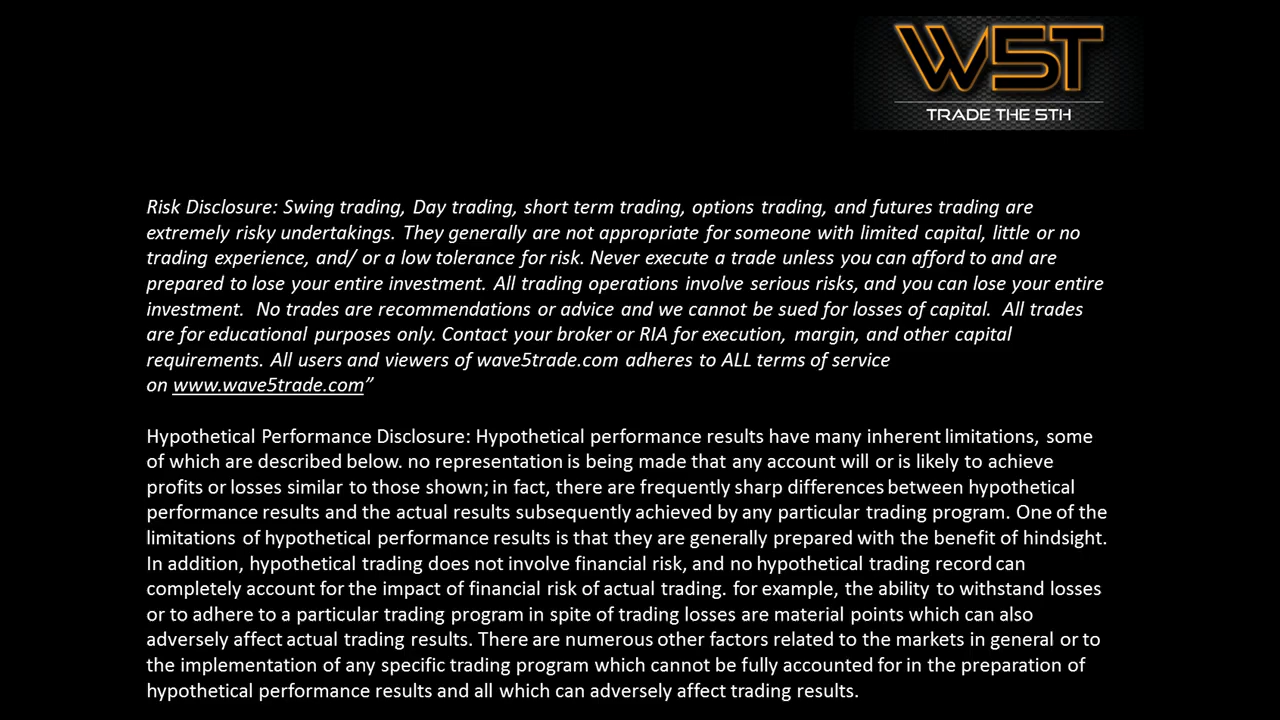 W5T
TRADE THE 5TH
Risk Disclosure: Swing trading, Day trading, short term trading, options trading, and futures trading are
extremely risky undertakings. They generally are not appropriate for someone with limited capital, little or no
trading experience, and/ or a low tolerance for risk. Never execute a trade unless you can afford to and are
prepared to lose your entire investment. All trading operations involve serious risks, and you can lose your entire
investment. No trades are recommendations or advice and we cannot be sued for losses of capital. All trades
are for educational purposes only. Contact your broker or RIA for execution, margin, and other capital
requirements. All users and viewers of wave5trade.com adheres to ALL terms of service
on www.wave5trade.com”
Hypothetical Performance Disclosure: Hypothetical performance results have many inherent limitations, some
of which are described below. no representation is being made that any account will or is likely to achieve
profits or losses similar to those shown; in fact, there are frequently sharp differences between hypothetical
performance results and the actual results subsequently achieved by any particular trading program. One of the
limitations of hypothetical performance results is that they are generally prepared with the benefit of hindsight.
In addition, hypothetical trading does not involve financial risk, and no hypothetical trading record can
completely account for the impact of financial risk of actual trading. for example, the ability to withstand losses
or to adhere to a particular trading program in spite of trading losses are material points which can also
adversely affect actual trading results. There are numerous other factors related to the markets in general or to
the implementation of any specific trading program which cannot be fully accounted for in the preparation of
hypothetical performance results and all which can adversely affect trading results.